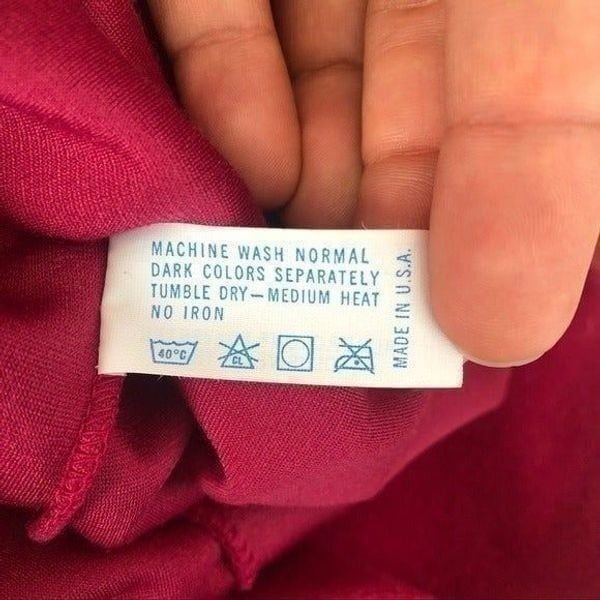 MACHINE WASH NORMAL
DARK COLORS SEPARATELY
TUMBLE DRY—MEDIUM HEAT
NO IRON
40°C
CL
MADE IN U.S.A.